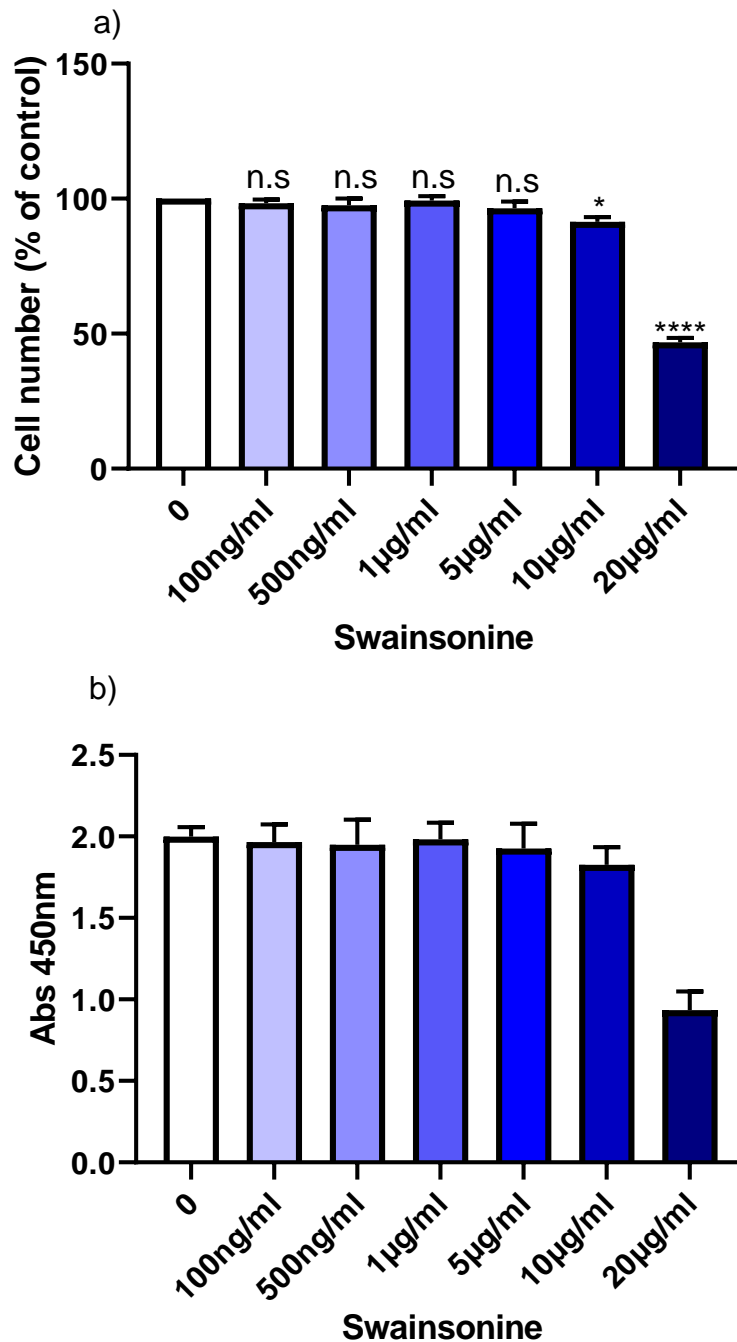 a)
Cell number (% of control)
150
100
50
0
n.s
n.s
n.s
n.s
*
****
0
100ng/ml
500ng/ml
1µg/ml
5µg/ml
10µg/ml
20µg/ml
Swainsonine
b)
Abs 450nm
2.5
2.0
1.5
1.0
0.5
0.0
0
100ng/ml
500ng/ml
1µg/ml
5µg/ml
10µg/ml
20µg/ml
Swainsonine